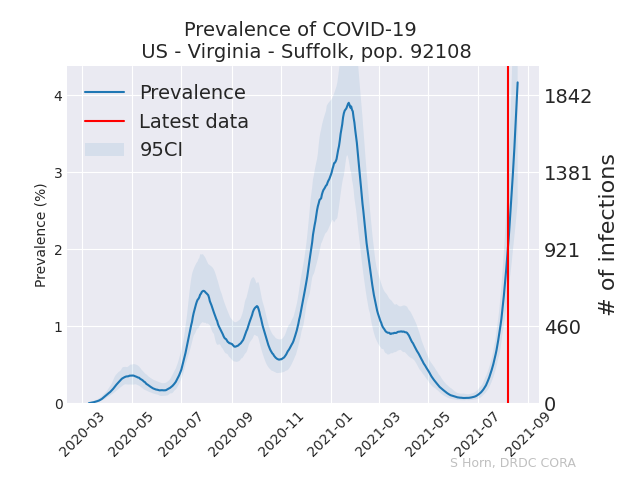 Prevalence of COVID-19
US - Virginia - Suffolk, pop. 92108
Prevalence
Latest data
95CI
Prevalence (%)
4
3
2
1
0
1842
1381
921
460
0
# of infections
2020-03
2020-05
2020-07
2020-09
2020-11
2021-01
2021-03
2021-05
2021-07
2021-09
S Horn, DRDC CORA